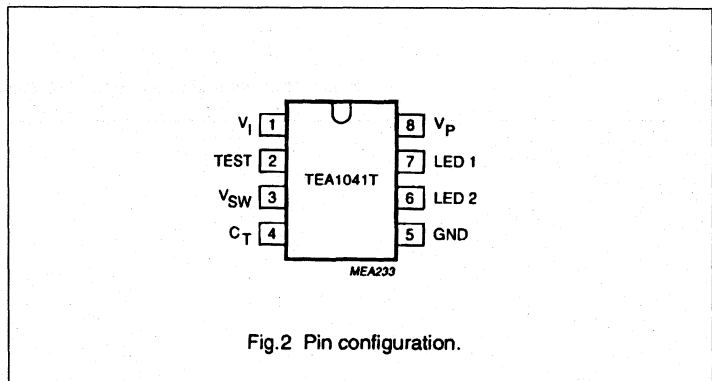 V_I 1 8 V_P
TEST 2 7 LED 1
TEA1041T
V_SW 3 6 LED 2
C_T 4 5 GND
MEA233
Fig.2 Pin configuration.